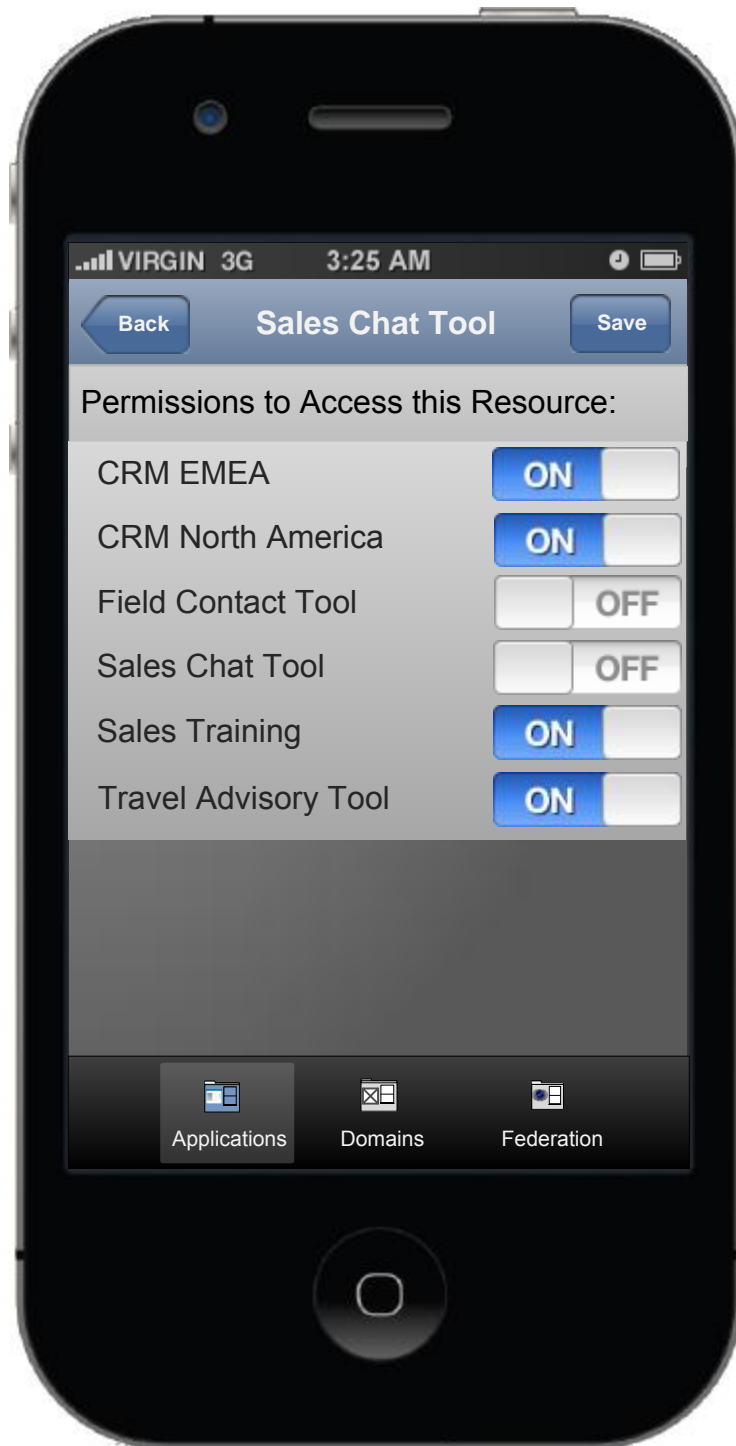 VIRGIN 3G 3:25 AM
Back Sales Chat Tool Save
Permissions to Access this Resource:
CRM EMEA ON
CRM North America ON
Field Contact Tool OFF
Sales Chat Tool OFF
Sales Training ON
Travel Advisory Tool ON
Applications Domains Federation